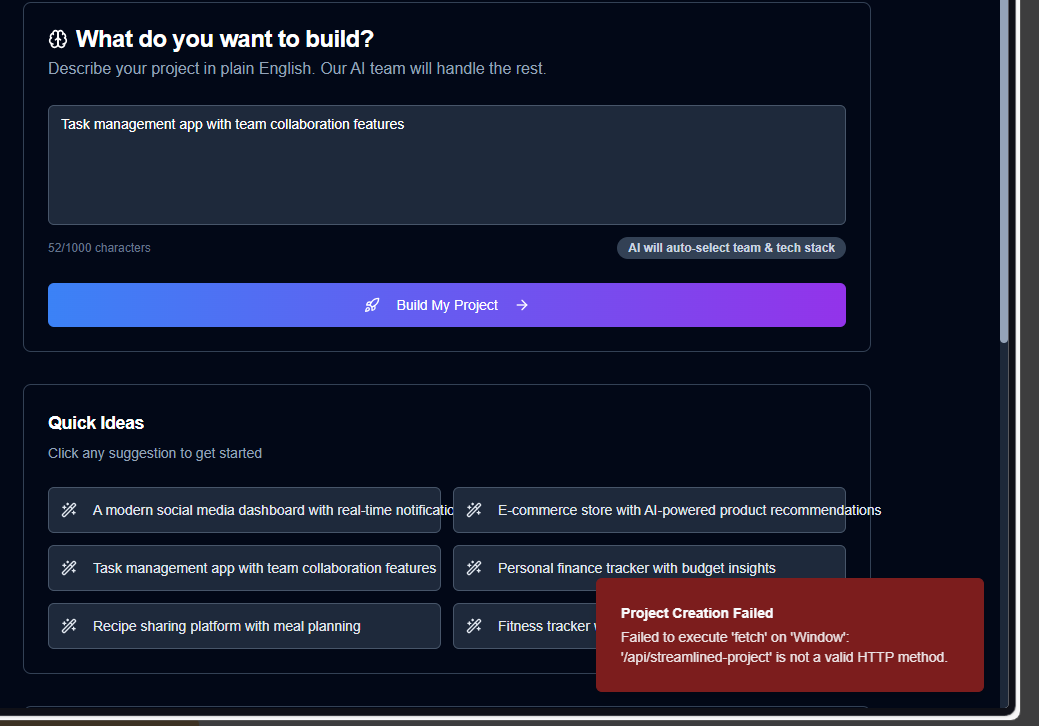 What do you want to build?
Describe your project in plain English. Our AI team will handle the rest.
Task management app with team collaboration features
52/1000 characters
AI will auto-select team & tech stack
Build My Project
Quick Ideas
Click any suggestion to get started
A modern social media dashboard with real-time
E-commerce store with AI-powered product recommendations
Task management app with team collaboration features
Personal finance tracker with budget insights
Recipe sharing platform with meal planning
Fitness tracker
Project Creation Failed
Failed to execute 'fetch' on 'Window':
'/api/streamlined-project' is not a valid HTTP method.